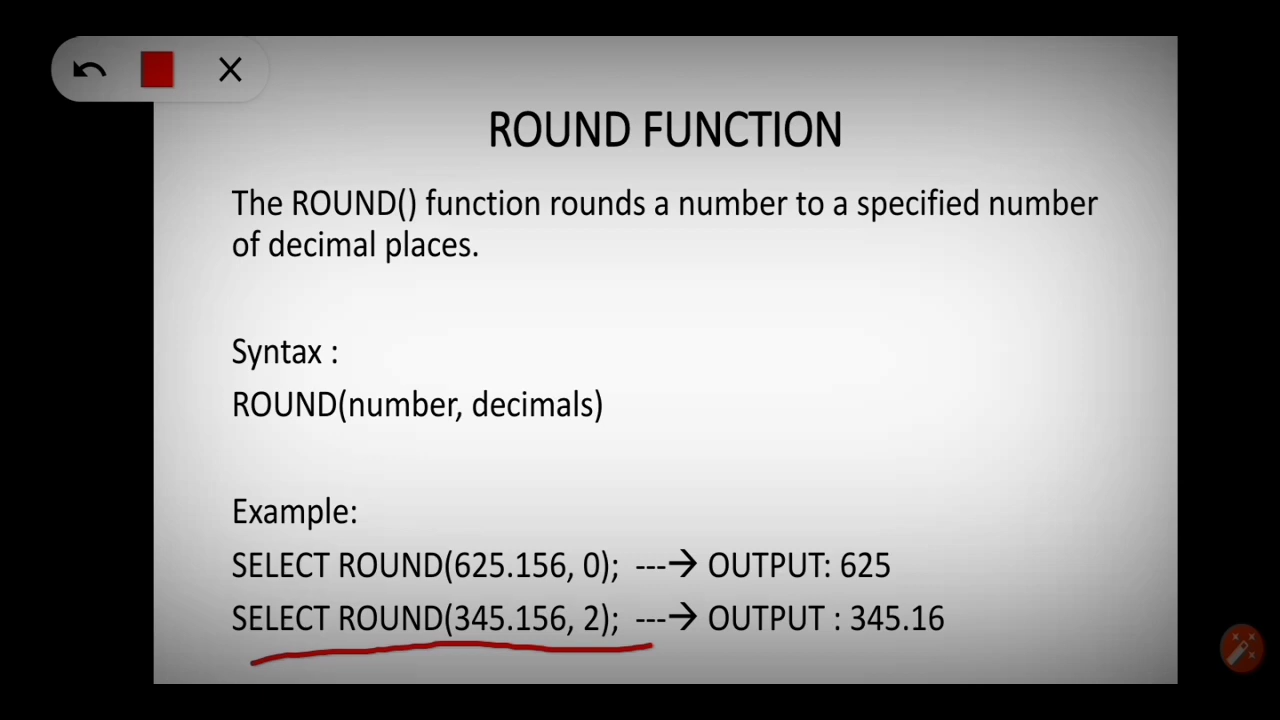 ROUND FUNCTION
The ROUND() function rounds a number to a specified number
of decimal places.
Syntax :
ROUND(number, decimals)
Example:
SELECT ROUND(625.156, 0); ---→ OUTPUT: 625
SELECT ROUND(345.156, 2); ---→ OUTPUT : 345.16